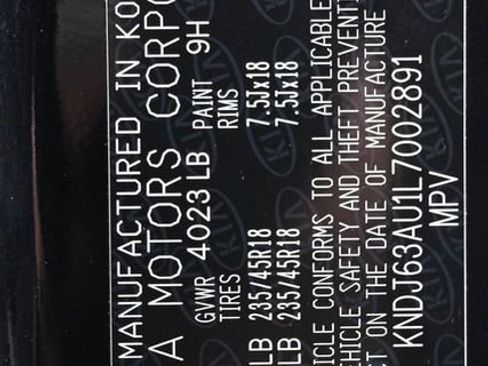 MANUFACTURED IN KO
A MOTORS CORPO
GVWR PAINT
4023 LB 9H
TIRES RIMS
LB 235/45R18 7.5Jx18
LB 235/45R18 7.5Jx18
ICLE CONFORMS TO ALL APPLICABLE
EHICLE SAFETY AND THEFT PREVENTI
CT ON THE DATE OF MANUFACTURE
KNDJ63AU1L7002891
MPV